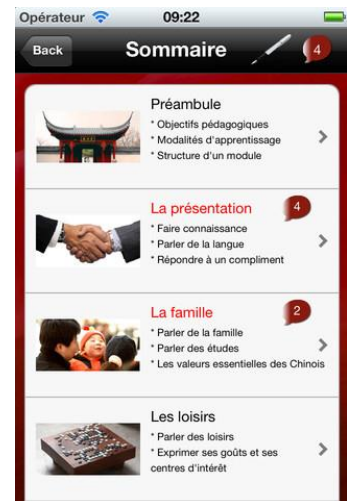 Opérateur 09:22
Back Sommaire 4
Préambule
* Objectifs pédagogiques
* Modalités d'apprentissage
* Structure d'un module
La présentation 4
* Faire connaissance
* Parler de la langue
* Répondre à un compliment
La famille 2
* Parler de la famille
* Parler des études
* Les valeurs essentielles des Chinois
Les loisirs
* Parler des loisirs
* Exprimer ses goûts et ses
centres d'intérêt